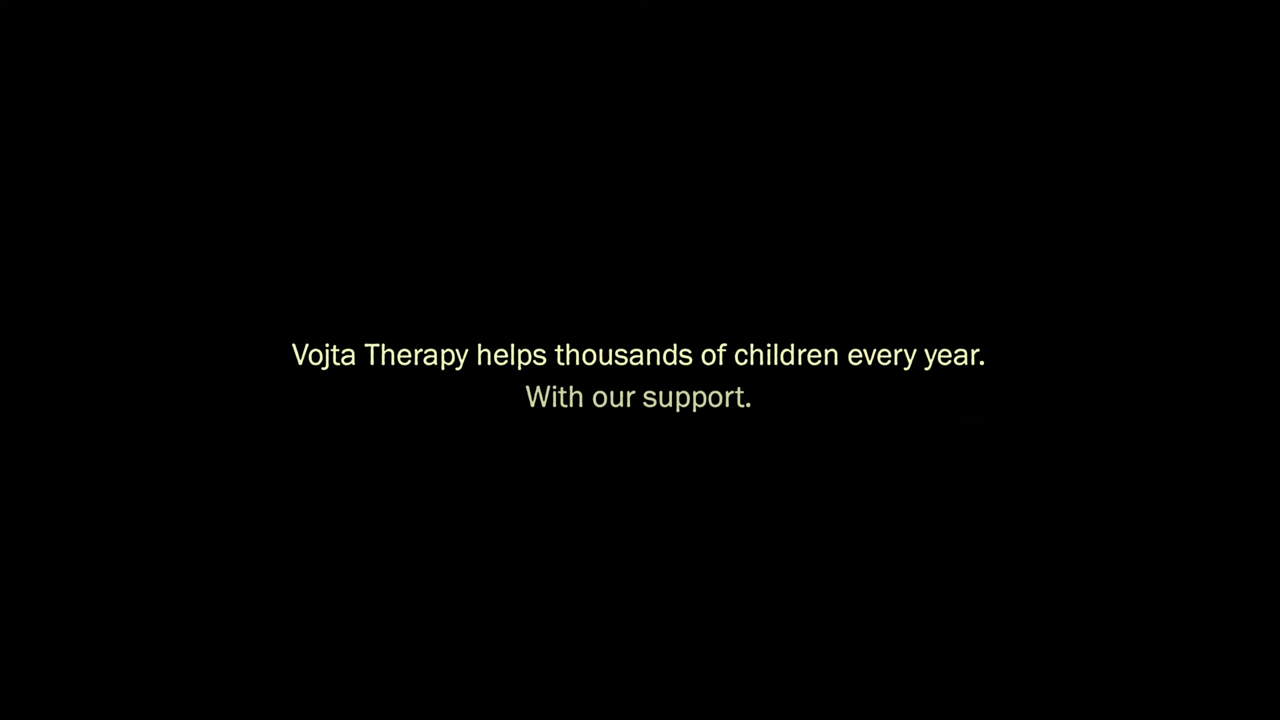 Vojta Therapy helps thousands of children every year.
With our support.